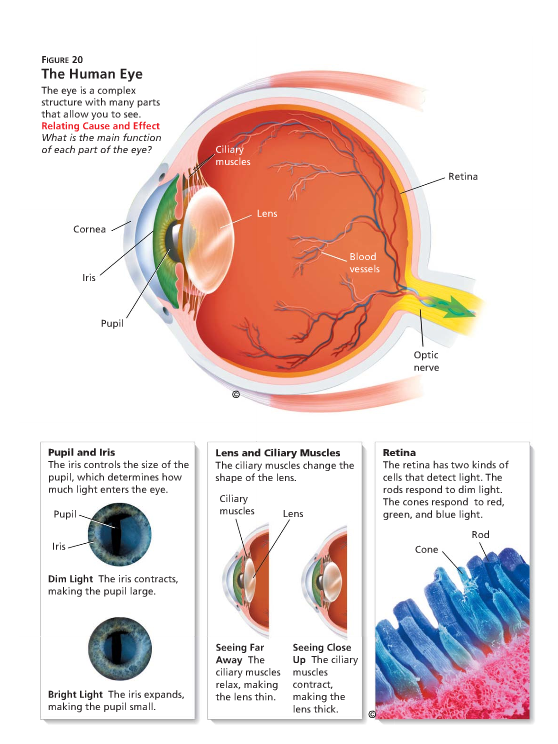 FIGURE 20
The Human Eye
The eye is a complex
structure with many parts
that allow you to see.
Relating Cause and Effect
What is the main function
of each part of the eye?
Ciliary
muscles
Retina
Lens
Cornea
Blood
vessels
Iris
Pupil
Optic
nerve
©
Pupil and Iris
The iris controls the size of the
pupil, which determines how
much light enters the eye.
Pupil
Iris
Dim Light The iris contracts,
making the pupil large.
Bright Light The iris expands,
making the pupil small.
Lens and Ciliary Muscles
The ciliary muscles change the
shape of the lens.
Ciliary
muscles
Lens
Seeing Far
Away The
ciliary muscles
relax, making
the lens thin.
Seeing Close
Up The ciliary
muscles
contract,
making the
lens thick.
Retina
The retina has two kinds of
cells that detect light. The
rods respond to dim light.
The cones respond to red,
green, and blue light.
Rod
Cone
©